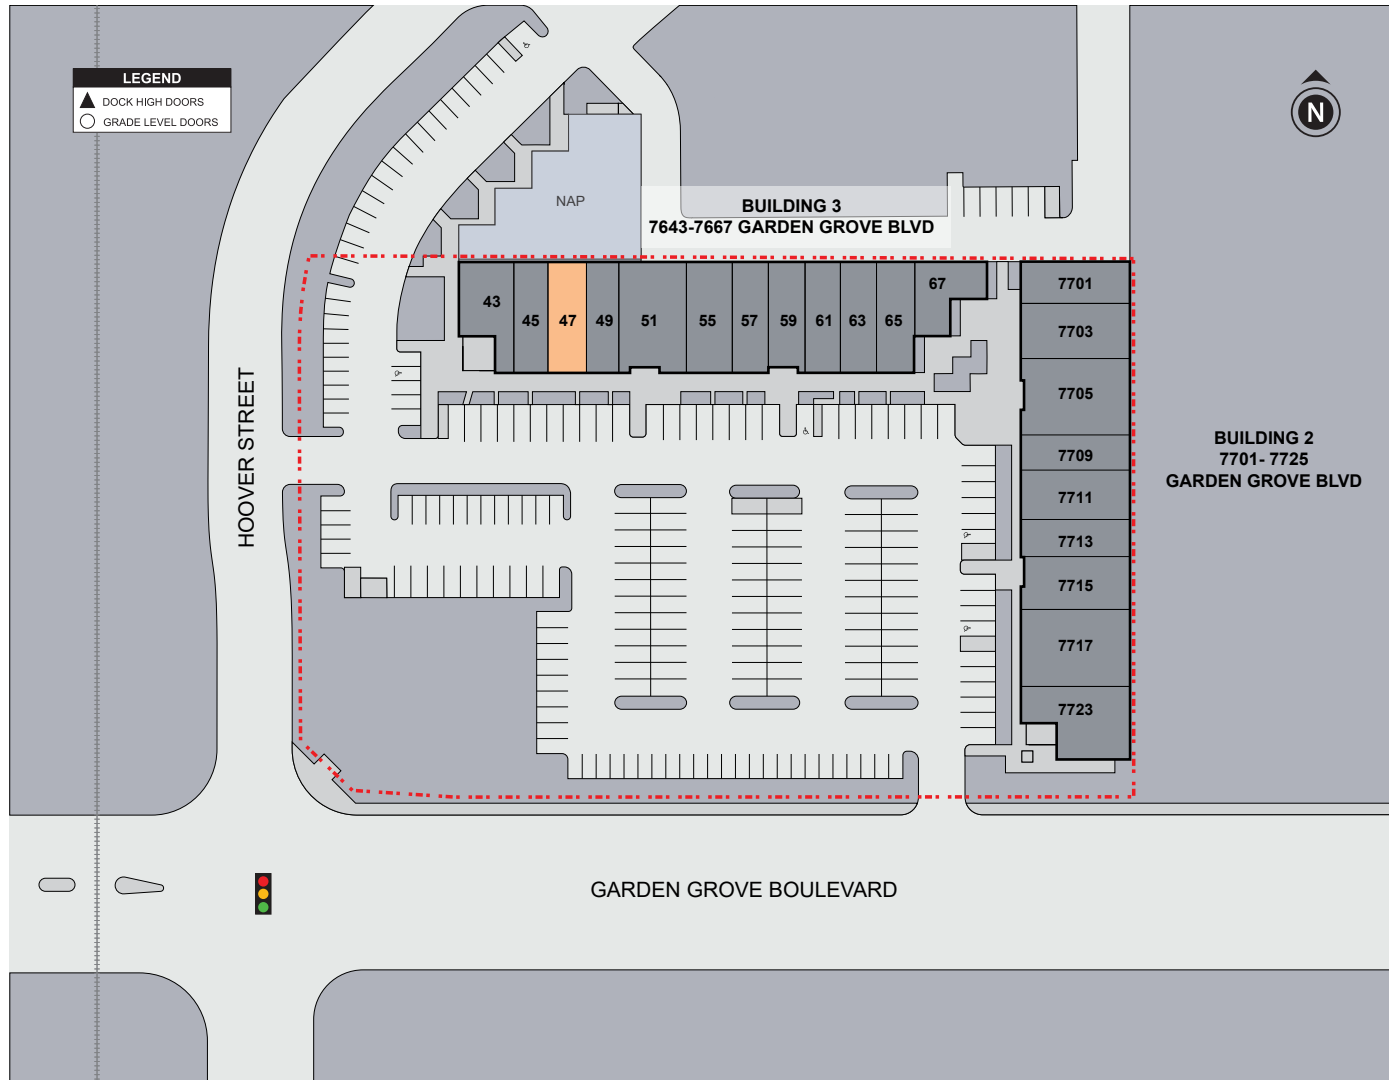 LEGEND
DOCK HIGH DOORS
GRADE LEVEL DOORS
N
NAP
BUILDING 3
7643-7667 GARDEN GROVE BLVD
43
45
47
49
51
55
57
59
61
63
65
67
7701
7703
7705
7709
7711
7713
7715
7717
7723
BUILDING 2
7701- 7725
GARDEN GROVE BLVD
HOOVER STREET
GARDEN GROVE BOULEVARD